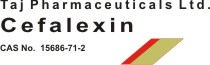 Taj Pharmaceuticals Ltd.
Cefalexin
CAS No. 15686-71-2